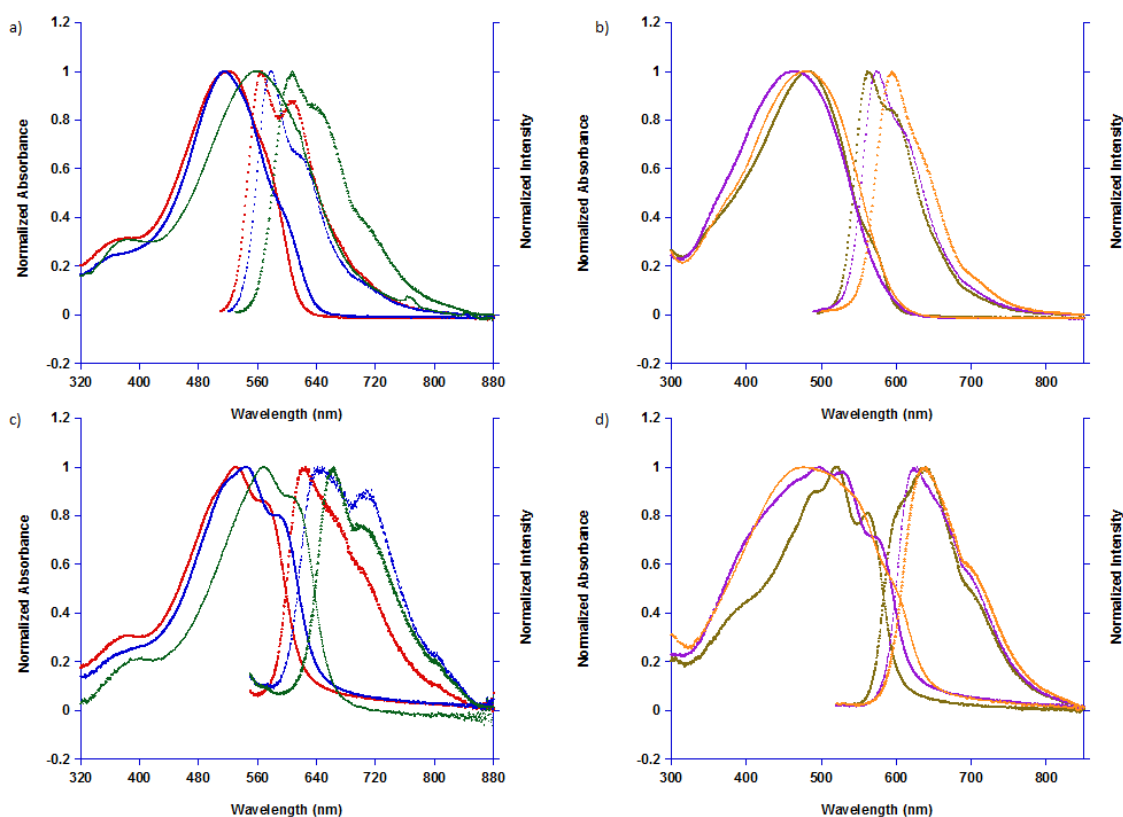 a)
1.2
1
0.8
0.6
0.4
0.2
0
-0.2
Normalized Absorbance
Normalized Intensity
320 400 480 560 640 720 800 880
Wavelength (nm)
b)
1.2
1
0.8
0.6
0.4
0.2
0
-0.2
Normalized Absorbance
Normalized Intensity
300 400 500 600 700 800
Wavelength (nm)
c)
1.2
1
0.8
0.6
0.4
0.2
0
-0.2
Normalized Absorbance
Normalized Intensity
320 400 480 560 640 720 800 880
Wavelength (nm)
d)
1.2
1
0.8
0.6
0.4
0.2
0
-0.2
Normalized Absorbance
Normalized Intensity
300 400 500 600 700 800
Wavelength (nm)